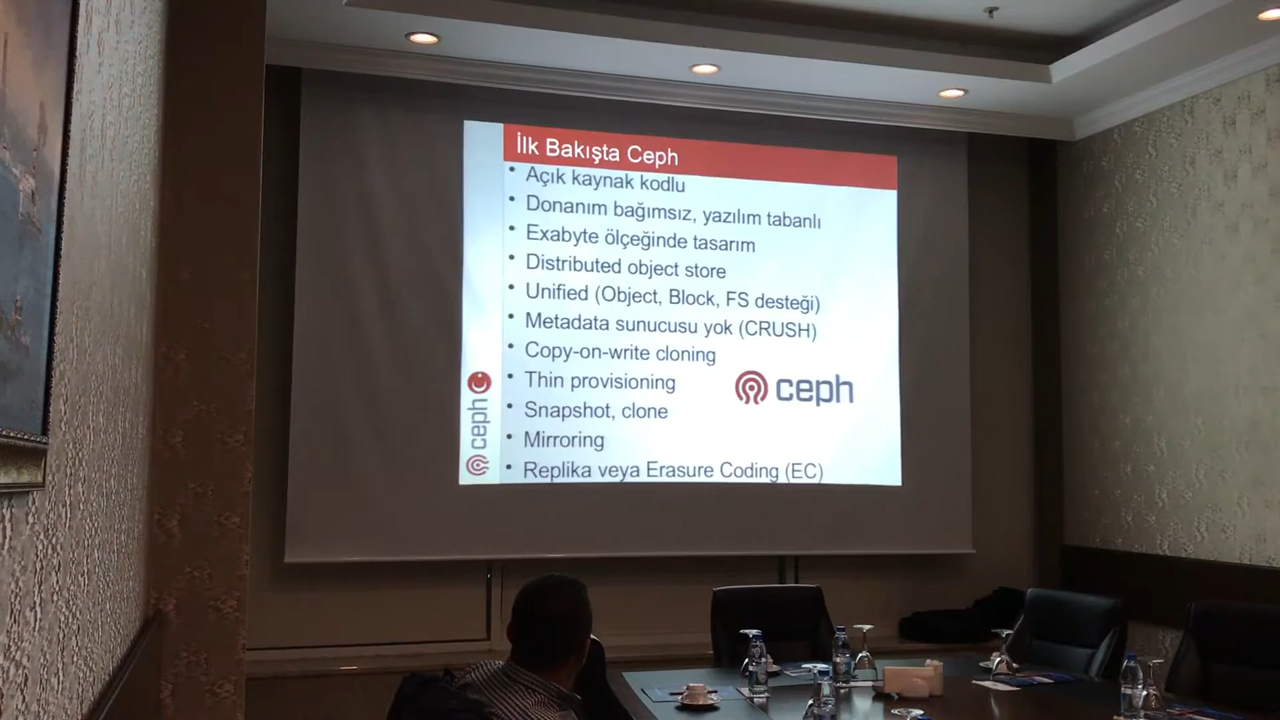 İlk Bakışta Ceph
• Açık kaynak kodlu
• Donanım bağımsız, yazılım tabanlı
• Exabyte ölçeğinde tasarım
• Distributed object store
• Unified (Object, Block, FS desteği)
• Metadata sunucusu yok (CRUSH)
• Copy-on-write cloning
• Thin provisioning
• Snapshot, clone
• Mirroring
• Replika veya Erasure Coding (EC)
ceph
ceph